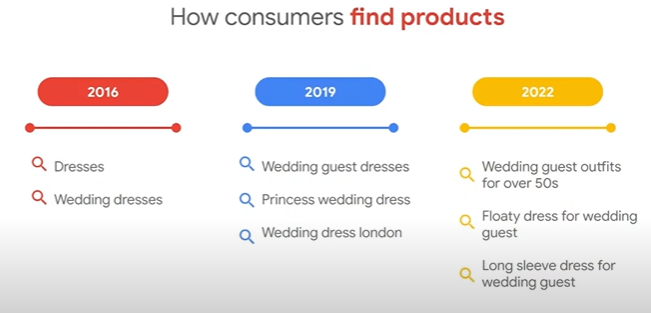 How consumers find products
2016
Dresses
Wedding dresses
2019
Wedding guest dresses
Princess wedding dress
Wedding dress london
2022
Wedding guest outfits
for over 50s
Floaty dress for wedding
guest
Long sleeve dress for
wedding guest